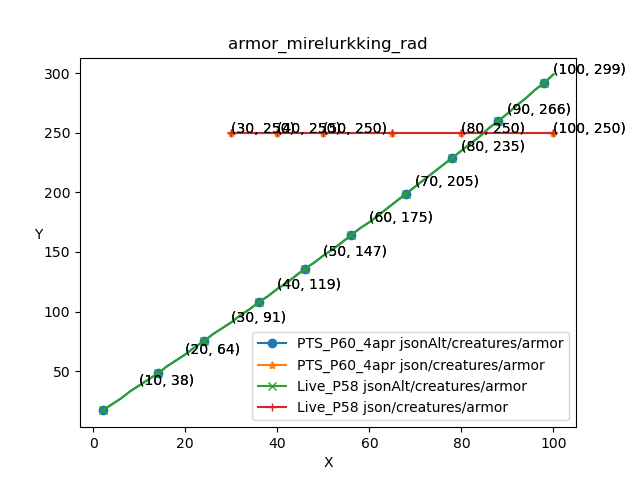 armor_mirelurkking_rad
300
250
200
150
100
50
Y
(100, 299)
(90, 266)
(30, 250)
(40, 250)
(50, 250)
(80, 250)
(100, 250)
(80, 235)
(70, 205)
(60, 175)
(50, 147)
(40, 119)
(30, 91)
(20, 64)
(10, 38)
PTS_P60_4apr jsonAlt/creatures/armor
PTS_P60_4apr json/creatures/armor
Live_P58 jsonAlt/creatures/armor
Live_P58 json/creatures/armor
0 20 40 60 80 100
X